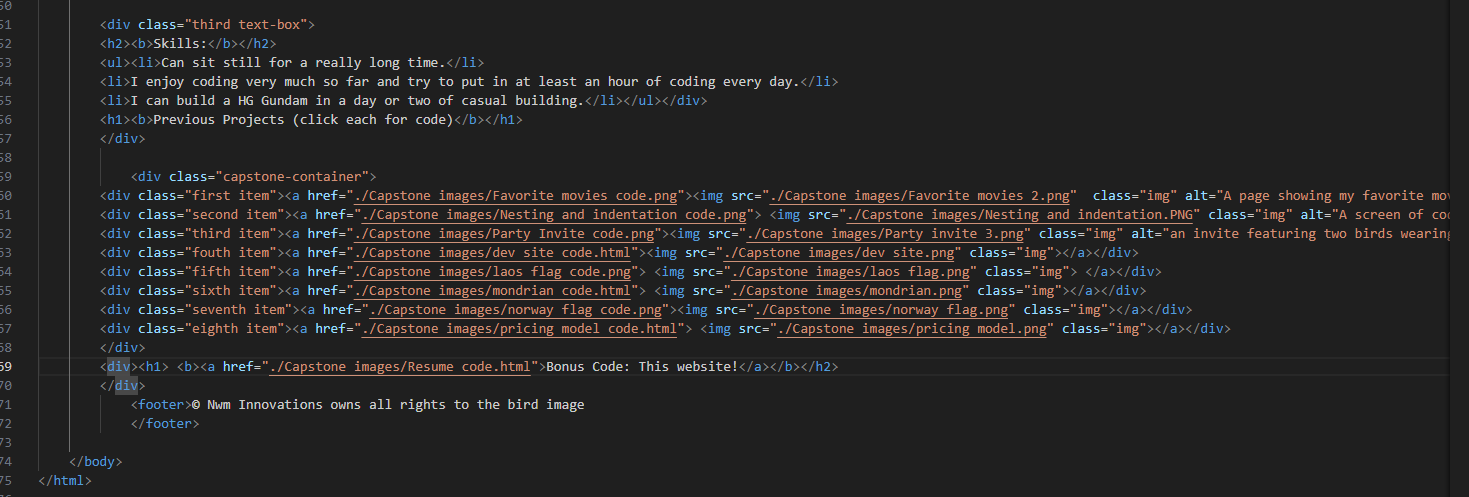 50
51 <div class="third text-box">
52 <h2><b>Skills:</b></h2>
53 <ul><li>Can sit still for a really long time.</li>
54 <li>I enjoy coding very much so far and try to put in at least an hour of coding every day.</li>
55 <li>I can build a HG Gundam in a day or two of casual building.</li></ul></div>
56 <h1><b>Previous Projects (click each for code)</b></h1>
57 </div>
58
59 <div class="capstone-container">
60 <div class="first item"><a href="./Capstone images/Favorite movies code.png"><img src="./Capstone images/Favorite movies 2.png"  class="img" alt="A page showing my favorite mov
61 <div class="second item"><a href="./Capstone images/Nesting and indentation code.png"> <img src="./Capstone images/Nesting and indentation.PNG" class="img" alt="A screen of cod
62 <div class="third item"><a href="./Capstone images/Party Invite code.png"><img src="./Capstone images/Party invite 3.png" class="img" alt="an invite featuring two birds wearing
63 <div class="fouth item"><a href="./Capstone images/dev site code.html"><img src="./Capstone images/dev site.png" class="img"></a></div>
64 <div class="fifth item"><a href="./Capstone images/laos flag code.png"> <img src="./Capstone images/laos flag.png" class="img"> </a></div>
65 <div class="sixth item"><a href="./Capstone images/mondrian code.html"> <img src="./Capstone images/mondrian.png" class="img"></a></div>
66 <div class="seventh item"><a href="./Capstone images/norway flag code.png"><img src="./Capstone images/norway flag.png" class="img"></a></div>
67 <div class="eighth item"><a href="./Capstone images/pricing model code.html"> <img src="./Capstone images/pricing model.png" class="img"></a></div>
68 </div>
69 <div><h1> <b><a href="./Capstone images/Resume code.html">Bonus Code: This website!</a></b></h2>
70 </div>
71 <footer>© Nwm Innovations owns all rights to the bird image
72 </footer>
73
74 </body>
75 </html>